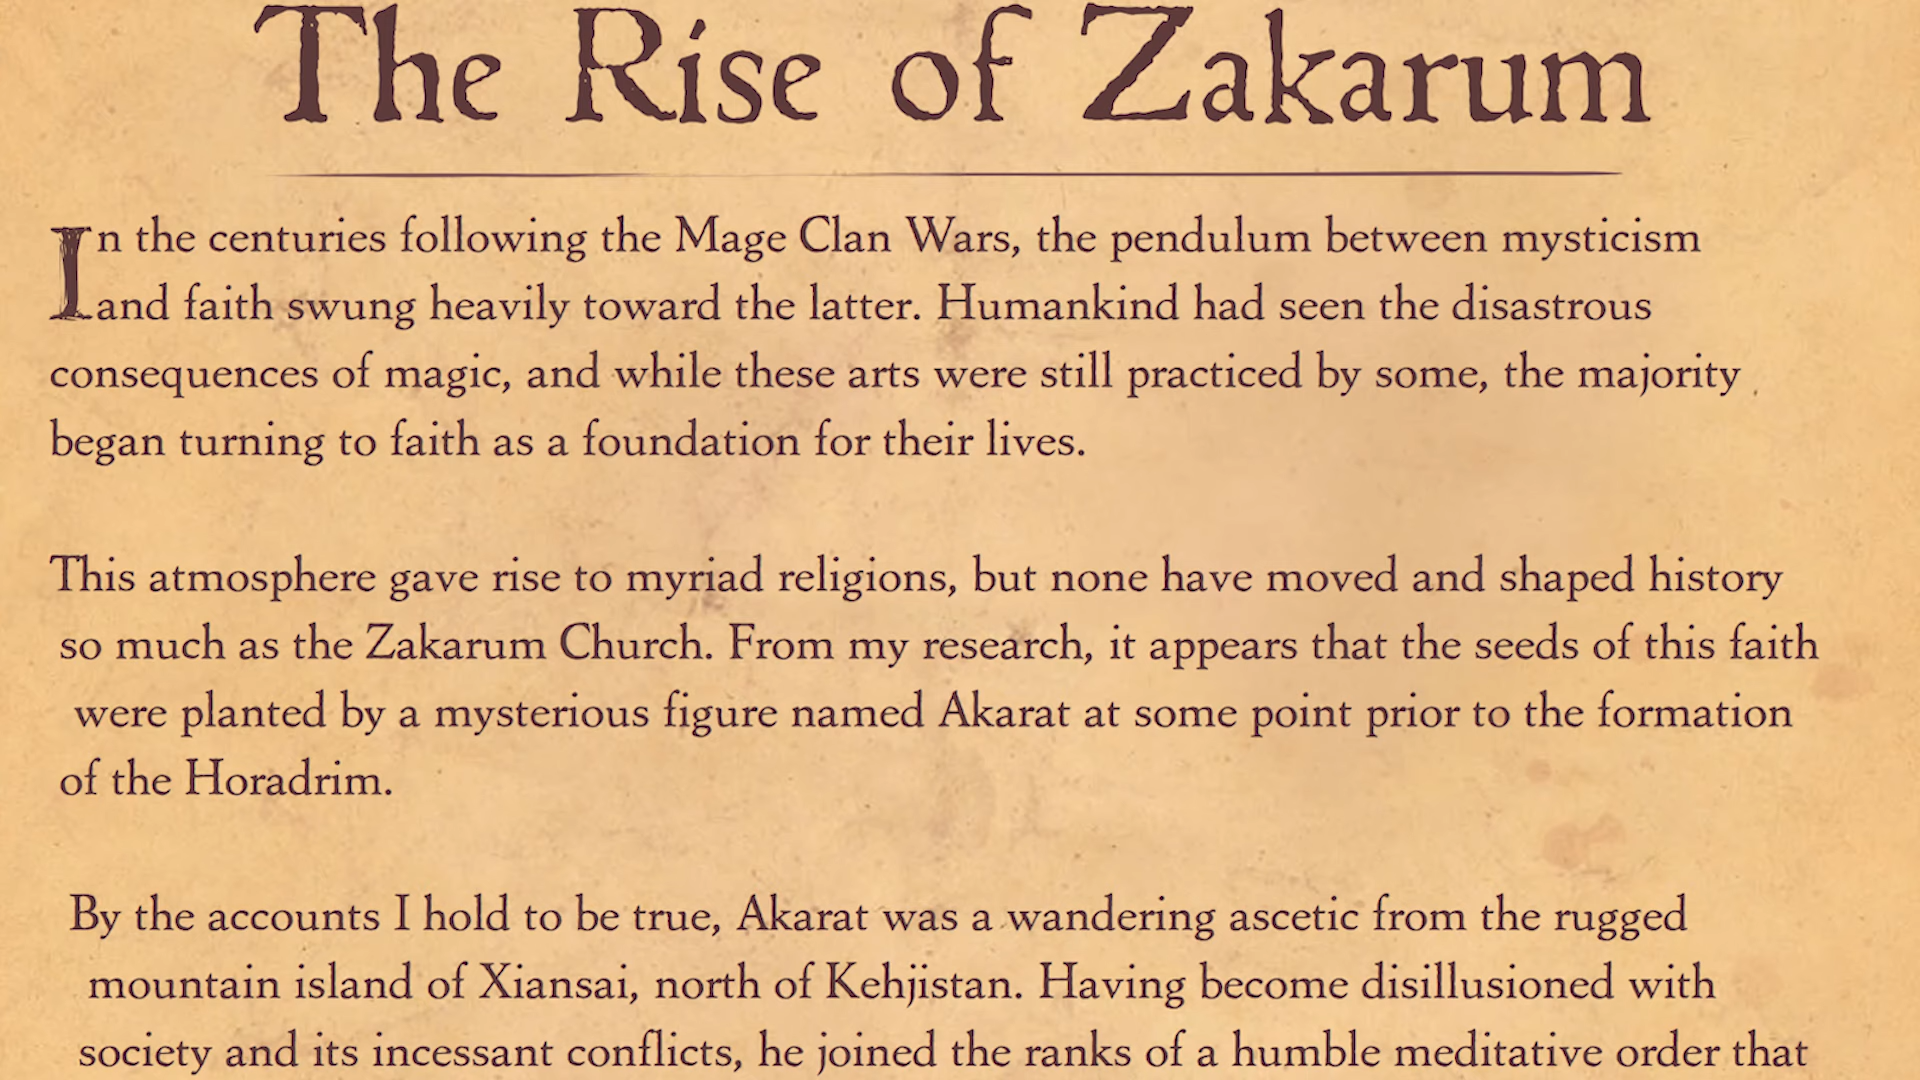 The Rise of Zakarum
In the centuries following the Mage Clan Wars, the pendulum between mysticism
and faith swung heavily toward the latter. Humankind had seen the disastrous
consequences of magic, and while these arts were still practiced by some, the majority
began turning to faith as a foundation for their lives.
This atmosphere gave rise to myriad religions, but none have moved and shaped history
so much as the Zakarum Church. From my research, it appears that the seeds of this faith
were planted by a mysterious figure named Akarat at some point prior to the formation
of the Horadrim.
By the accounts I hold to be true, Akarat was a wandering ascetic from the rugged
mountain island of Xiansai, north of Kehjistan. Having become disillusioned with
society and its incessant conflicts, he joined the ranks of a humble meditative order that